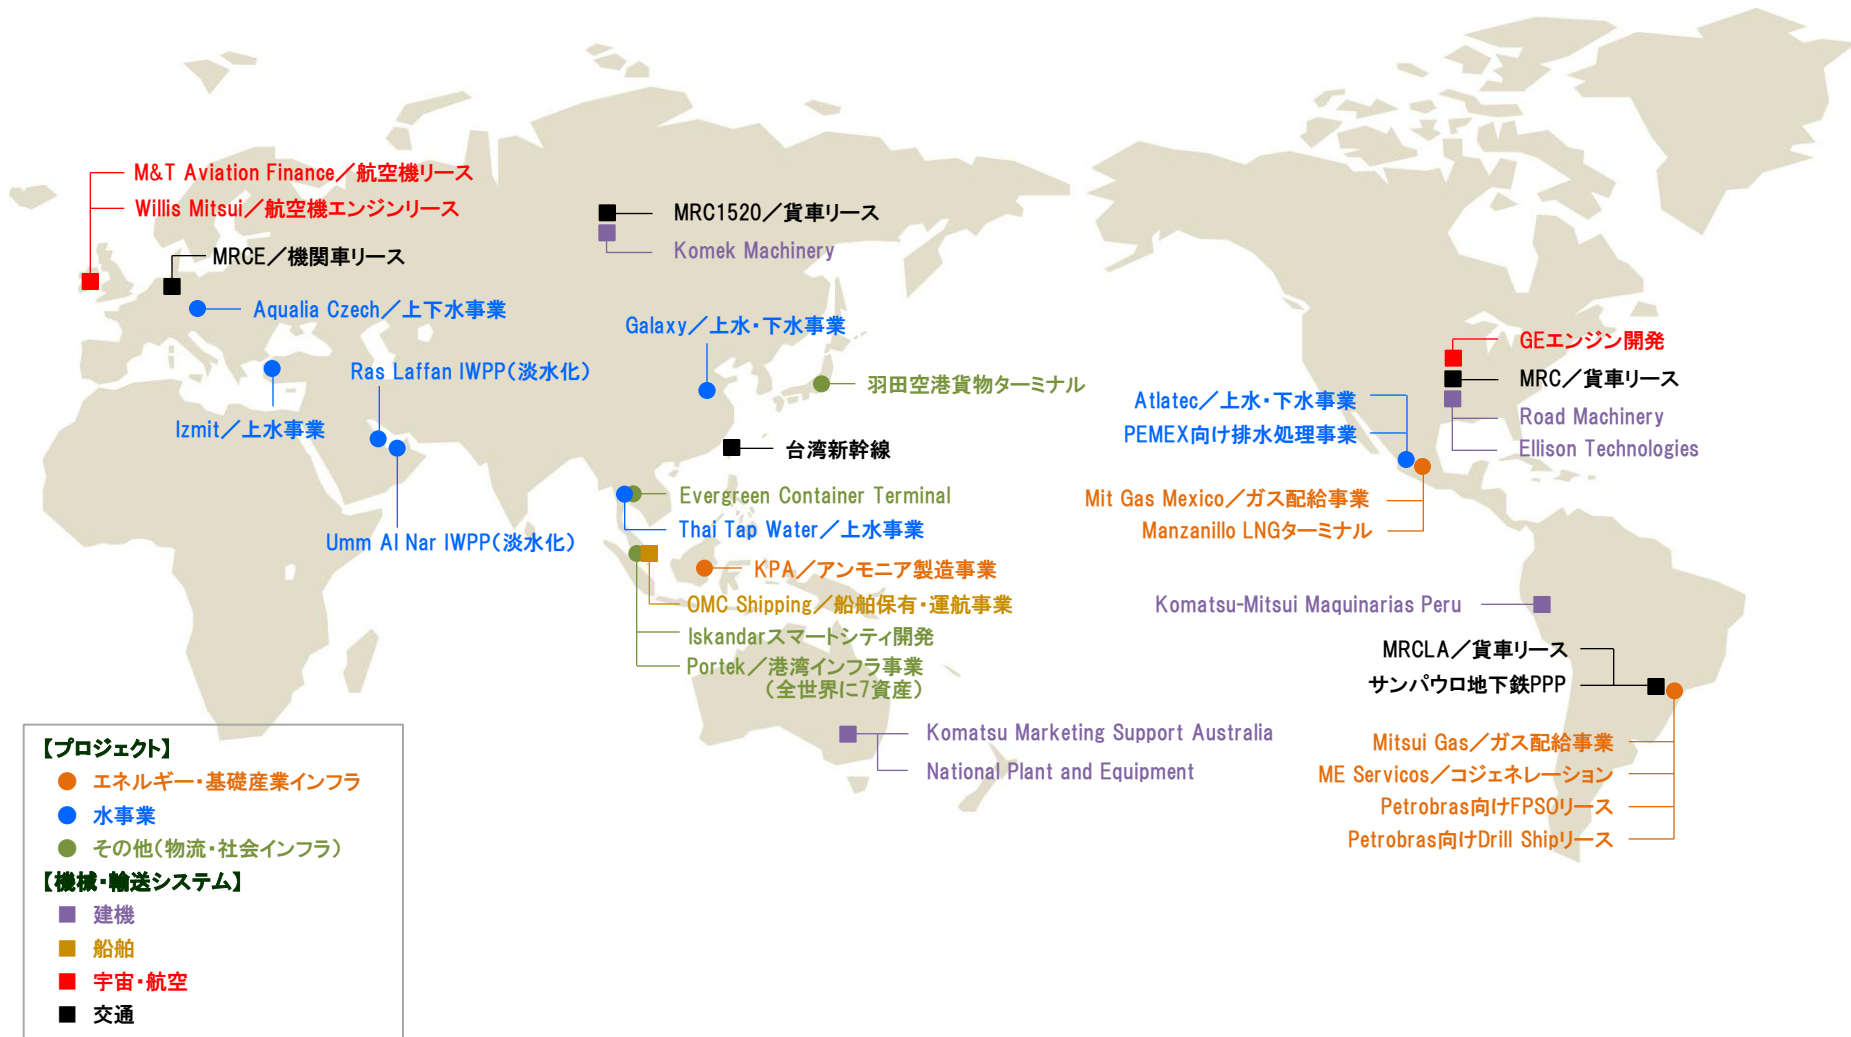 M&T Aviation Finance／航空機リース
Willis Mitsui／航空機エンジンリース
MRCE／機関車リース
Aqualia Czech／上下水事業
Ras Laffan IWPP（淡水化）
Izmit／上水事業
Umm Al Nar IWPP（淡水化）
MRC1520／貨車リース
Komek Machinery
Galaxy／上水・下水事業
羽田空港貨物ターミナル
台湾新幹線
Evergreen Container Terminal
Thai Tap Water／上水事業
KPA／アンモニア製造事業
OMC Shipping／船舶保有・運航事業
Iskandarスマートシティ開発
Portek／港湾インフラ事業
（全世界に7資産）
Komatsu Marketing Support Australia
National Plant and Equipment
GEエンジン開発
MRC／貨車リース
Road Machinery
Ellison Technologies
Atlatec／上水・下水事業
PEMEX向け排水処理事業
Mit Gas Mexico／ガス配給事業
Manzanillo LNGターミナル
Komatsu-Mitsui Maquinarias Peru
MRCLA／貨車リース
サンパウロ地下鉄PPP
Mitsui Gas／ガス配給事業
ME Servicos／コジェネレーション
Petrobras向けFPSOリース
Petrobras向けDrill Shipリース
【プロジェクト】
エネルギー・基礎産業インフラ
水事業
その他（物流・社会インフラ）
【機械・輸送システム】
建機
船舶
宇宙・航空
交通